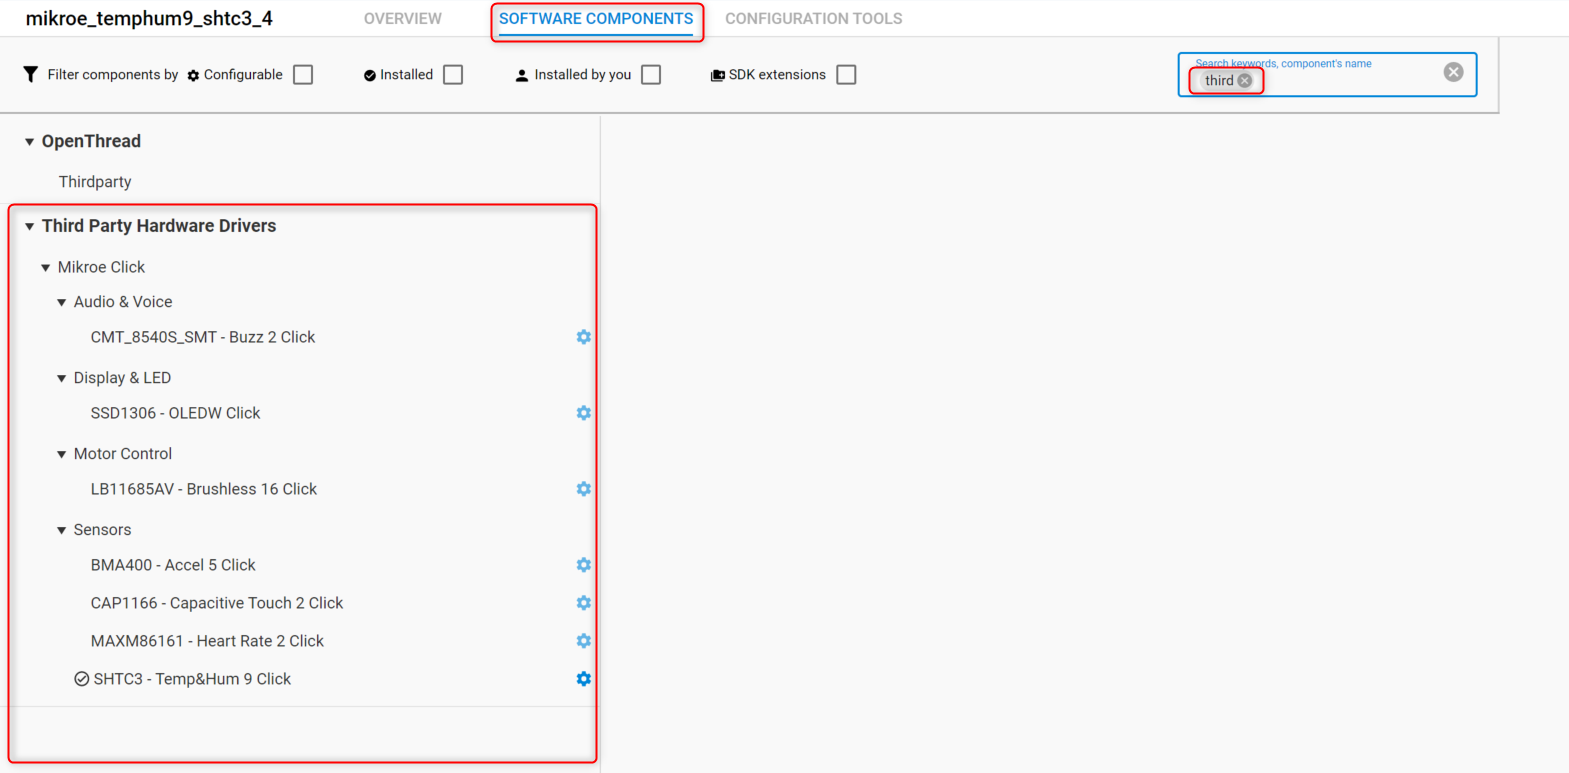 mikroe_temphum9_shtc3_4 OVERVIEW SOFTWARE COMPONENTS CONFIGURATION TOOLS
Filter components by Configurable Installed Installed by you SDK extensions
Search keywords, component's name
third
OpenThread
Thirdparty
Third Party Hardware Drivers
Mikroe Click
Audio & Voice
CMT_8540S_SMT - Buzz 2 Click
Display & LED
SSD1306 - OLEDW Click
Motor Control
LB11685AV - Brushless 16 Click
Sensors
BMA400 - Accel 5 Click
CAP1166 - Capacitive Touch 2 Click
MAXM86161 - Heart Rate 2 Click
SHTC3 - Temp&Hum 9 Click